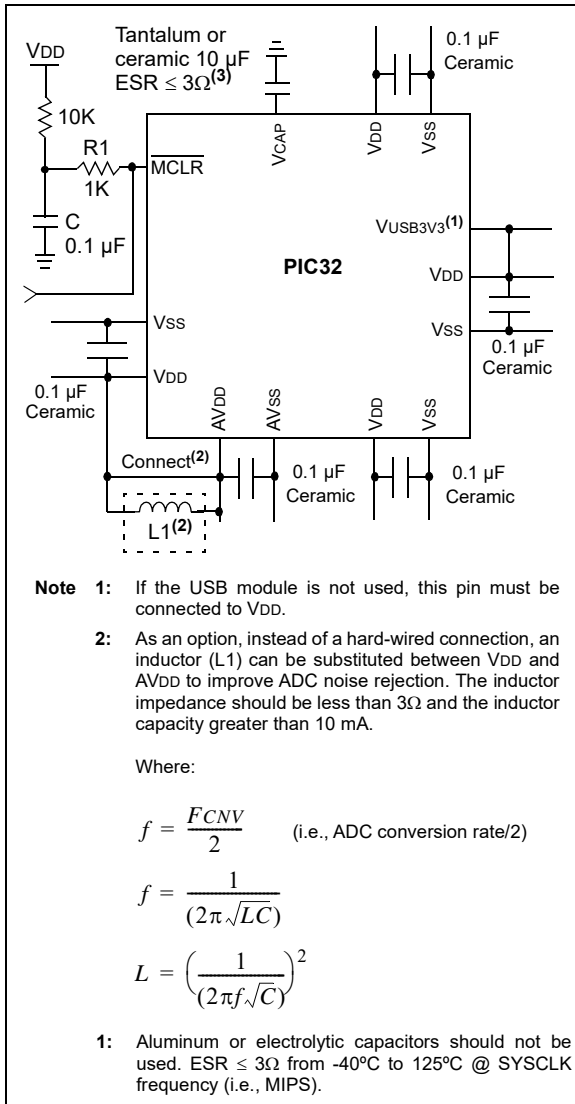 VDD
Tantalum or
ceramic 10 µF
ESR ≤ 3Ω(3)
0.1 µF
Ceramic
10K
R1
1K
MCLR
C
0.1 µF
VCAP
VDD
VSS
VUSB3V3(1)
PIC32
VDD
VSS
0.1 µF
Ceramic
VSS
VDD
0.1 µF
Ceramic
AVDD
AVSS
VDD
VSS
Connect(2)
0.1 µF
Ceramic
0.1 µF
Ceramic
L1(2)
Note 1: If the USB module is not used, this pin must be
connected to VDD.
2: As an option, instead of a hard-wired connection, an
inductor (L1) can be substituted between VDD and
AVDD to improve ADC noise rejection. The inductor
impedance should be less than 3Ω and the inductor
capacity greater than 10 mA.
Where:
f = FCNV / 2 (i.e., ADC conversion rate/2)
f = 1 / (2π√LC)
L = (1 / (2πf√C))²
1: Aluminum or electrolytic capacitors should not be
used. ESR ≤ 3Ω from -40ºC to 125ºC @ SYSCLK
frequency (i.e., MIPS).